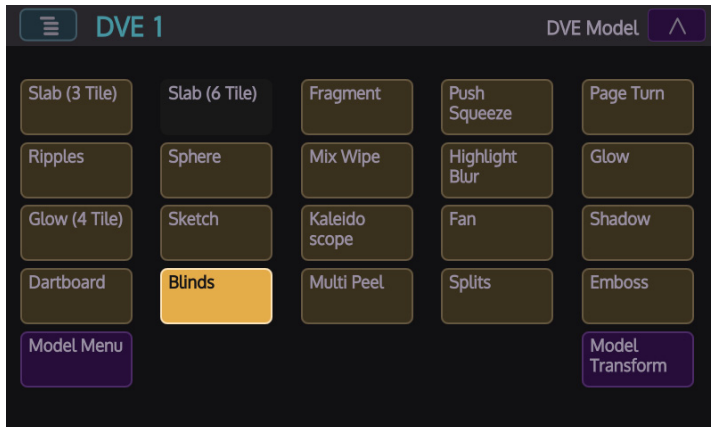 DVE 1
DVE Model
Slab (3 Tile)
Slab (6 Tile)
Fragment
Push
Squeeze
Page Turn
Ripples
Sphere
Mix Wipe
Highlight
Blur
Glow
Glow (4 Tile)
Sketch
Kaleido
scope
Fan
Shadow
Dartboard
Blinds
Multi Peel
Splits
Emboss
Model Menu
Model
Transform